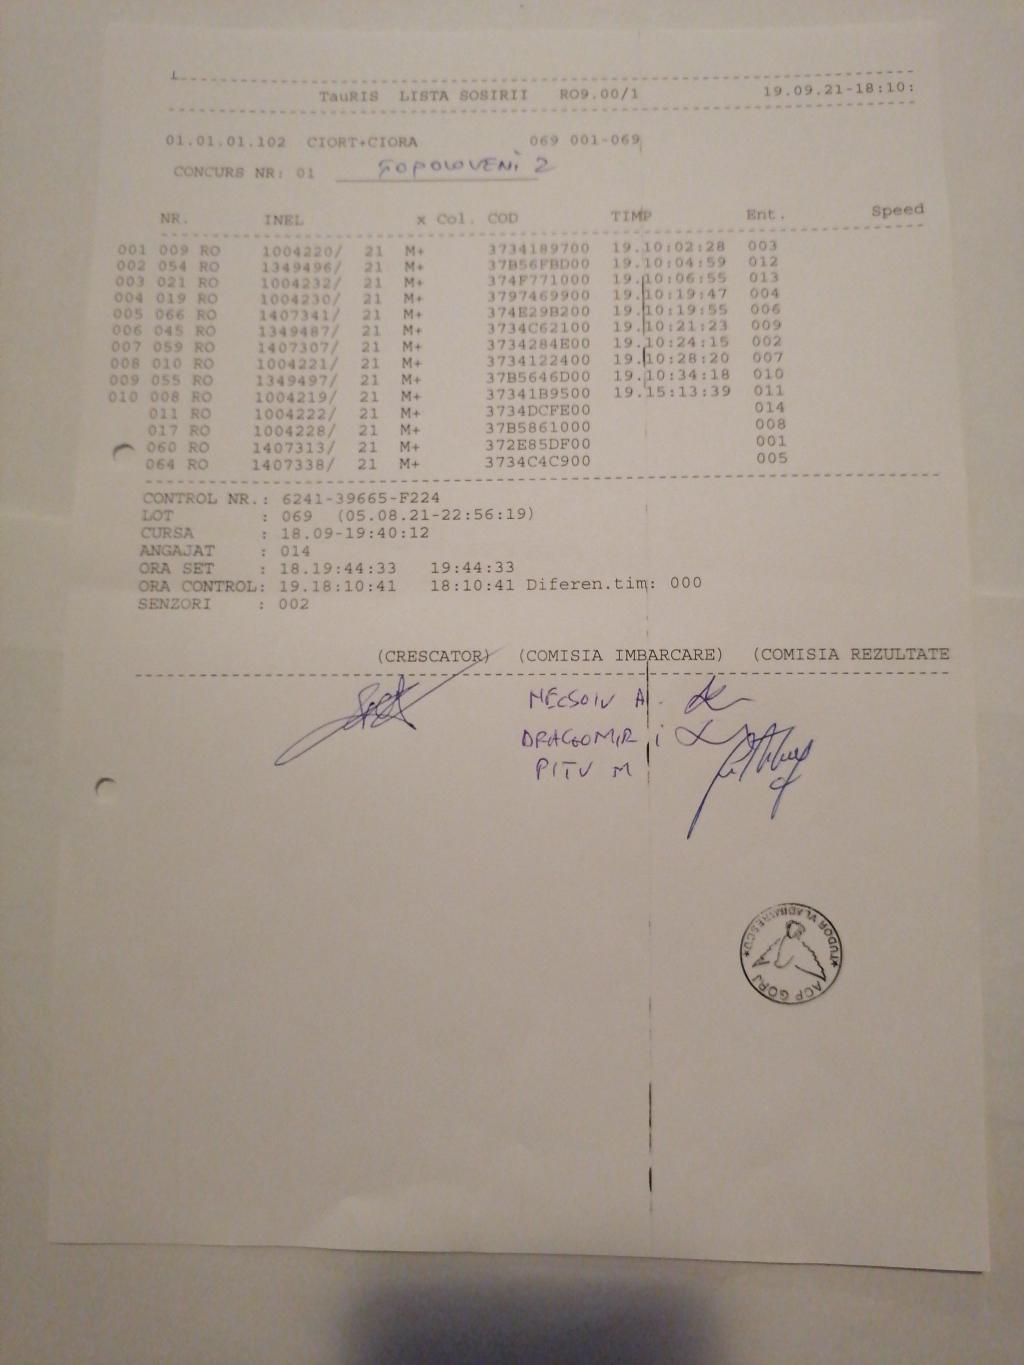 TauRIS LISTA SOSIRII RO9.00/1 19.09.21-18:10:
01.01.01.102 CIORT+CIORA 069 001-069
CONCURS NR: 01 TOPOLOVENI 2
NR. INEL x Col. COD TIMP Ent. Speed
001 009 RO 1004220/ 21 M+ 3734189700 19.10:02:28 003
002 054 RO 1349496/ 21 M+ 37B56FBD00 19.10:04:59 012
003 021 RO 1004232/ 21 M+ 374F771000 19.10:06:55 013
004 019 RO 1004230/ 21 M+ 3797469900 19.10:19:47 004
005 066 RO 1407341/ 21 M+ 374E29B200 19.10:19:55 006
006 045 RO 1349487/ 21 M+ 3734C62100 19.10:21:23 009
007 059 RO 1407307/ 21 M+ 3734284E00 19.10:24:15 002
008 010 RO 1004221/ 21 M+ 3734122400 19.10:28:20 007
009 055 RO 1349497/ 21 M+ 37B5646D00 19.10:34:18 010
010 008 RO 1004219/ 21 M+ 37341B9500 19.15:13:39 011
011 RO 1004222/ 21 M+ 3734DCFE00 014
017 RO 1004228/ 21 M+ 37B5861000 008
060 RO 1407313/ 21 M+ 372E85DF00 001
064 RO 1407338/ 21 M+ 3734C4C900 005
CONTROL NR.: 6241-39665-F224
LOT : 069 (05.08.21-22:56:19)
CURSA : 18.09-19:40:12
ANGAJAT : 014
ORA SET : 18.19:44:33 19:44:33
ORA CONTROL: 19.18:10:41 18:10:41 Diferen.tim: 000
SENZORI : 002
(CRESCATOR) (COMISIA IMBARCARE) (COMISIA REZULTATE
NECSOIU A.
DRAGOMIR i
PITU M
*TUDOR VLADIMIRESCU*
ACP GORJ